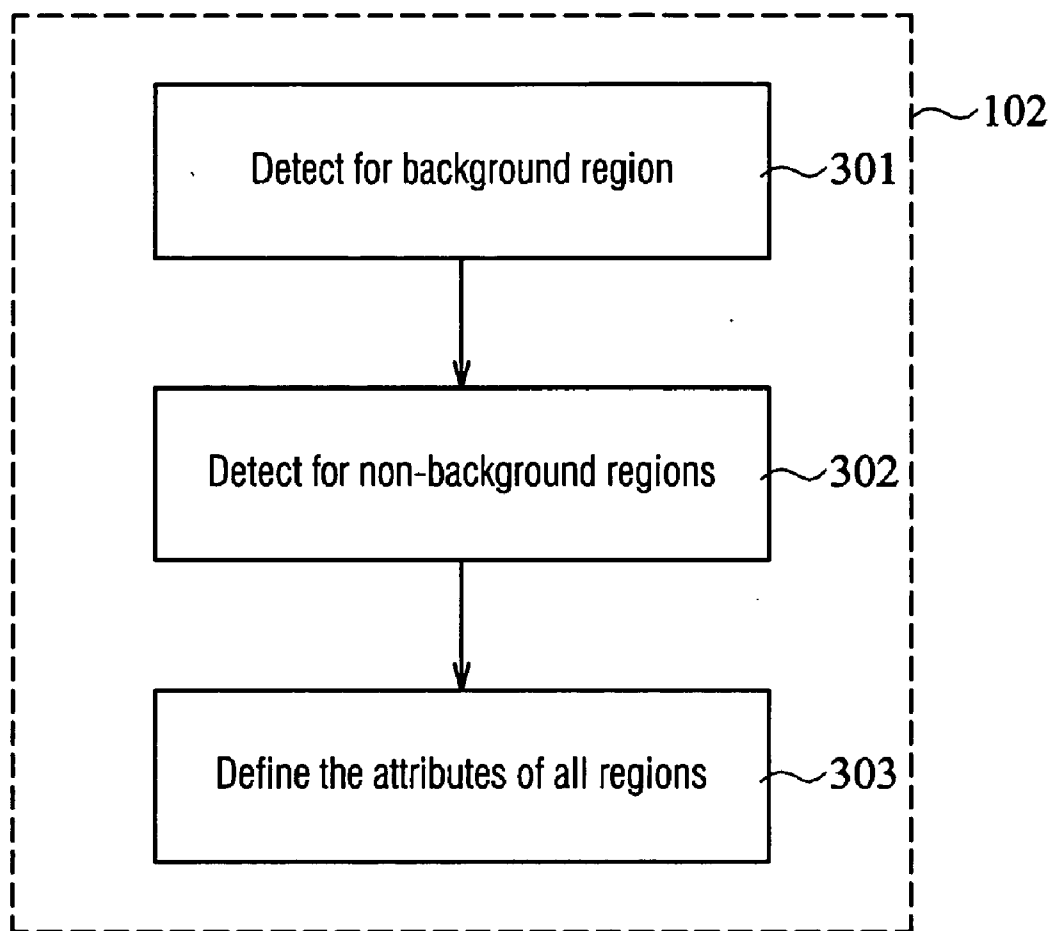 102
Detect for background region
301
Detect for non-background regions
302
Define the attributes of all regions
303